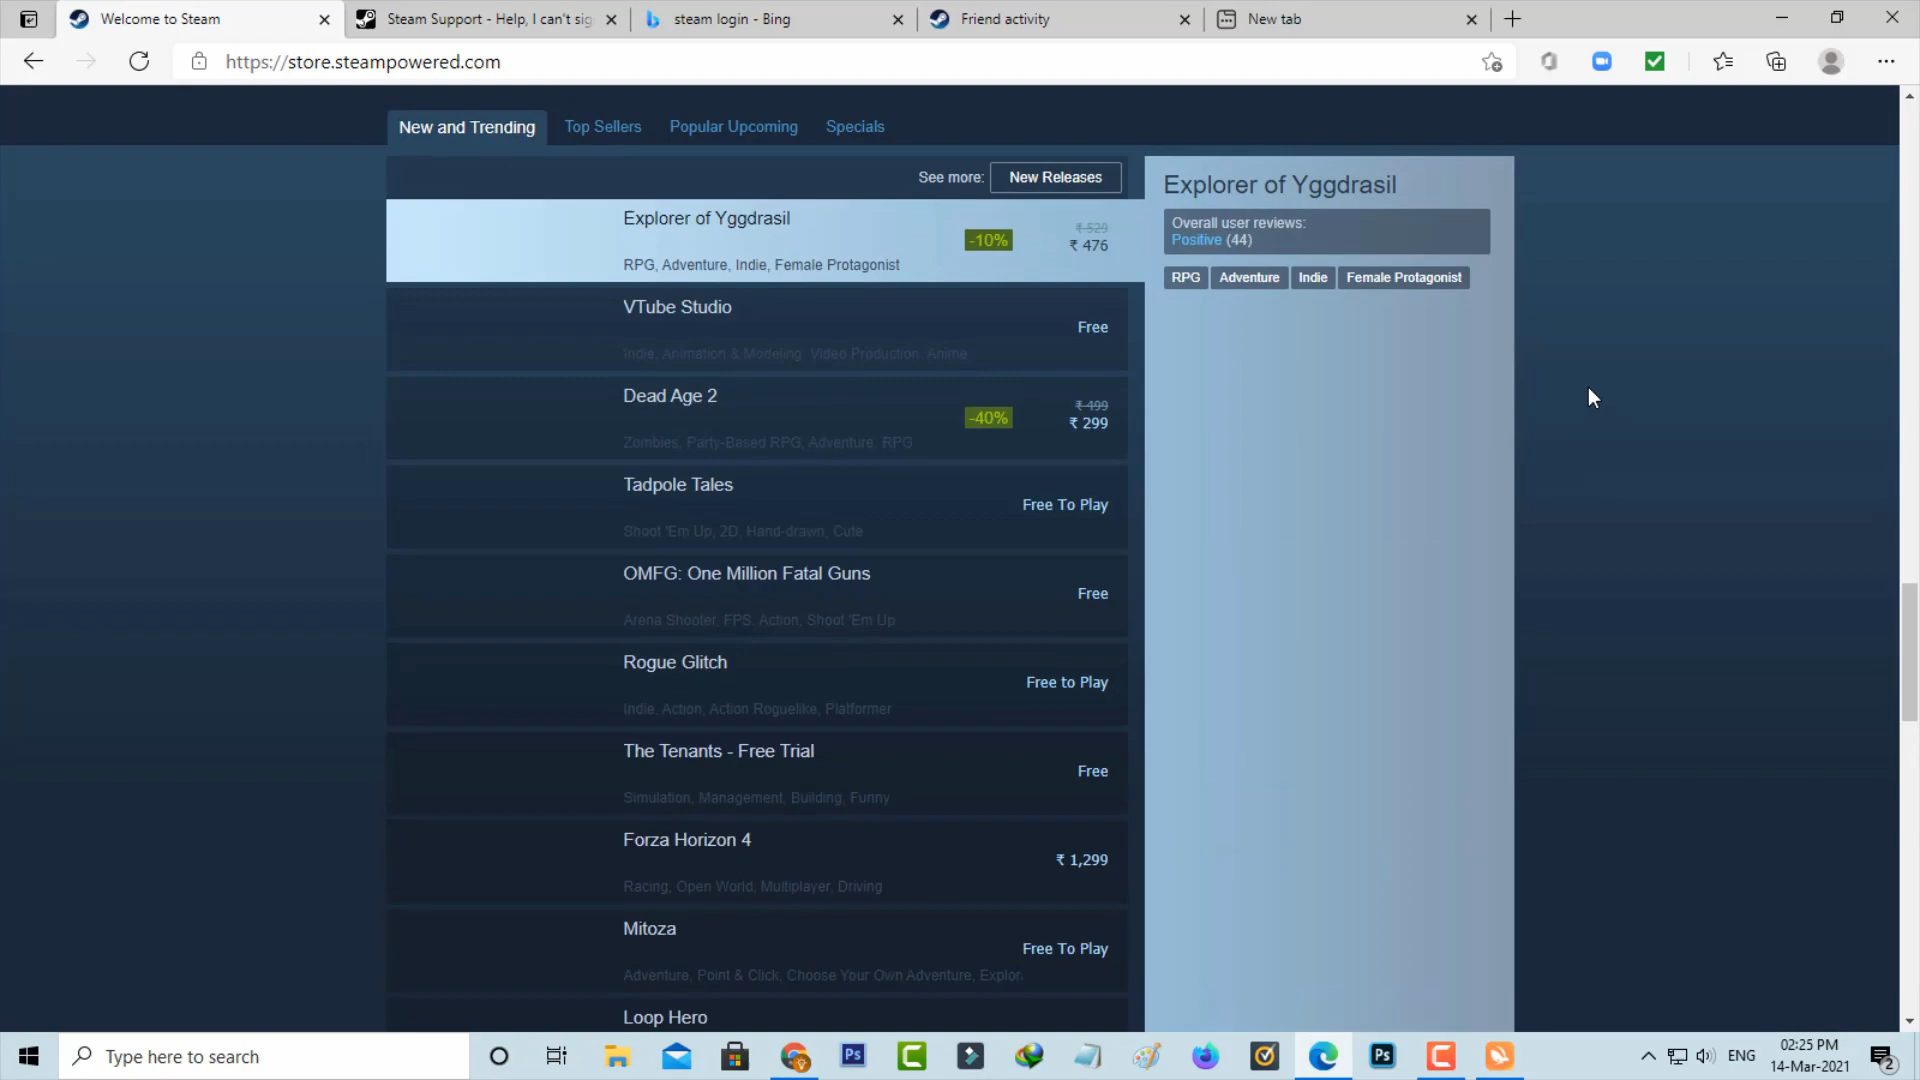 Welcome to Steam
Steam Support - Help, I can't sig
steam login - Bing
Friend activity
New tab
https://store.steampowered.com
New and Trending
Top Sellers
Popular Upcoming
Specials
See more:
New Releases
Explorer of Yggdrasil
-10%
₹ 529
₹ 476
RPG, Adventure, Indie, Female Protagonist
VTube Studio
Free
Indie, Animation & Modeling, Video Production, Anime
Dead Age 2
-40%
₹ 499
₹ 299
Zombies, Party-Based RPG, Adventure, RPG
Tadpole Tales
Free To Play
Shoot 'Em Up, 2D, Hand-drawn, Cute
OMFG: One Million Fatal Guns
Free
Arena Shooter, FPS, Action, Shoot 'Em Up
Rogue Glitch
Free to Play
Indie, Action, Action Roguelike, Platformer
The Tenants - Free Trial
Free
Simulation, Management, Building, Funny
Forza Horizon 4
₹ 1,299
Racing, Open World, Multiplayer, Driving
Mitoza
Free To Play
Adventure, Point & Click, Choose Your Own Adventure, Explor
Loop Hero
Explorer of Yggdrasil
Overall user reviews:
Positive (44)
RPG
Adventure
Indie
Female Protagonist
Type here to search
Ps
Ps
ENG
02:25 PM
14-Mar-2021
2